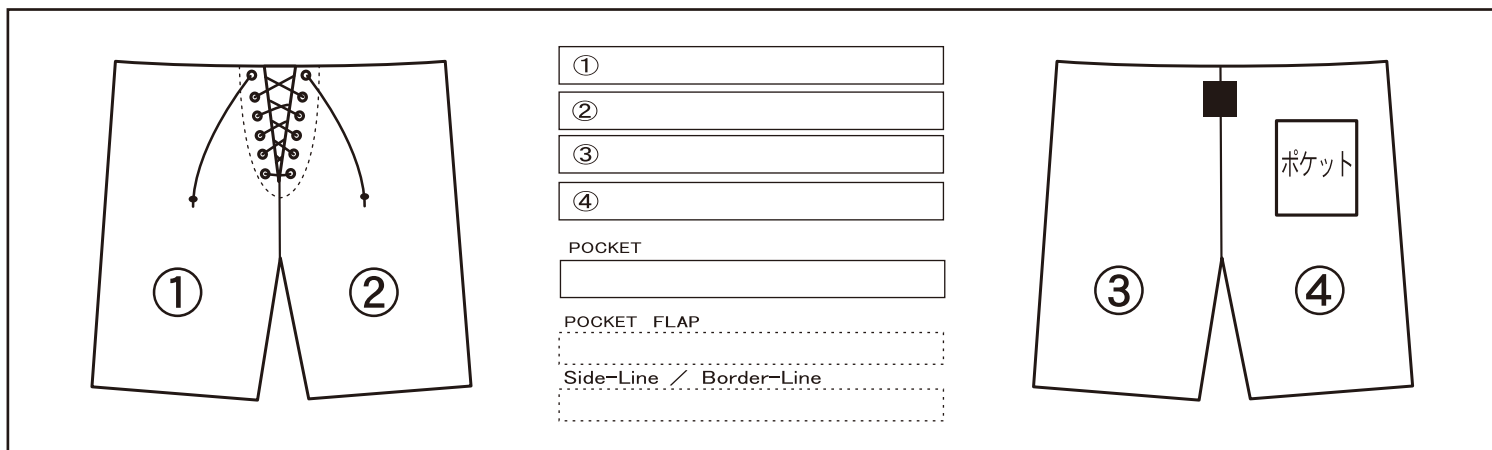 ① ②
①
②
③
④
POCKET
POCKET FLAP
Side-Line ／ Border-Line
ポケット
③ ④